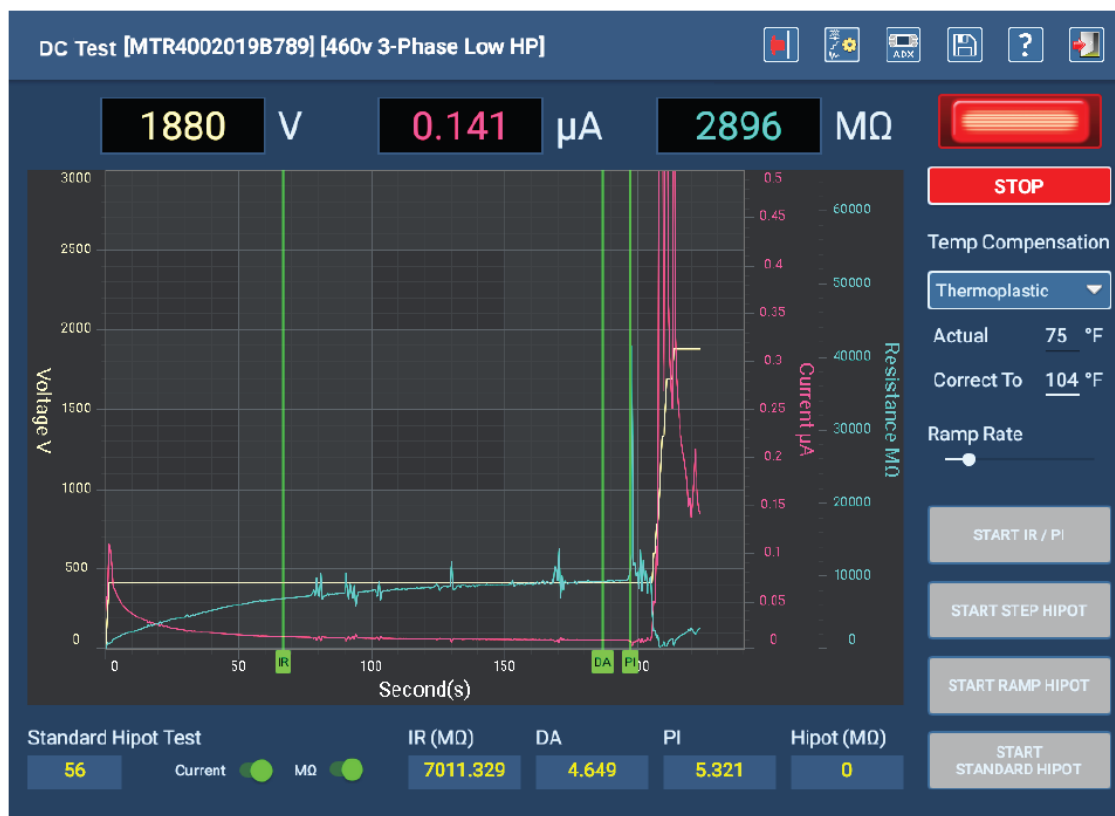 DC Test [MTR4002019B789] [460v 3-Phase Low HP]
ADX
?
1880 V 0.141 µA 2896 MΩ
STOP
Temp Compensation
Thermoplastic
Actual 75 °F
Correct To 104 °F
Ramp Rate
START IR / PI
START STEP HIPOT
START RAMP HIPOT
START
STANDARD HIPOT
Voltage V
3000
2500
2000
1500
1000
500
0
0.5
0.45
0.4
0.35
0.3
0.25
0.2
0.15
0.1
0.05
0
Current µA
60000
50000
40000
30000
20000
10000
0
Resistance MΩ
0 50 100 150
IR DA PI
Second(s)
Standard Hipot Test IR (MΩ) DA PI Hipot (MΩ)
56 Current MΩ 7011.329 4.649 5.321 0